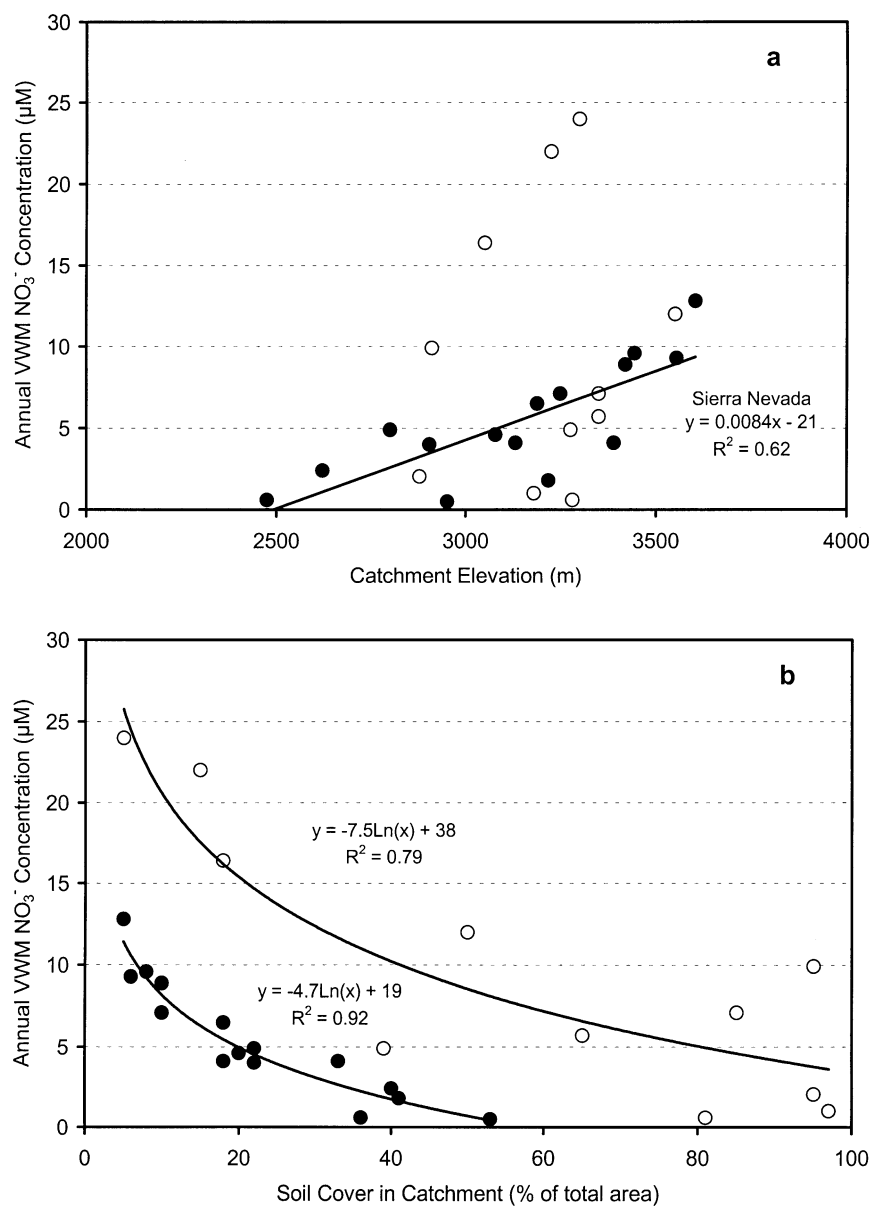 30
25
20
15
10
5
0
Annual VWM NO₃⁻ Concentration (µM)
a
Sierra Nevada
y = 0.0084x - 21
R² = 0.62
2000 2500 3000 3500 4000
Catchment Elevation (m)
30
25
20
15
10
5
0
Annual VWM NO₃⁻ Concentration (µM)
b
y = -7.5Ln(x) + 38
R² = 0.79
y = -4.7Ln(x) + 19
R² = 0.92
0 20 40 60 80 100
Soil Cover in Catchment (% of total area)